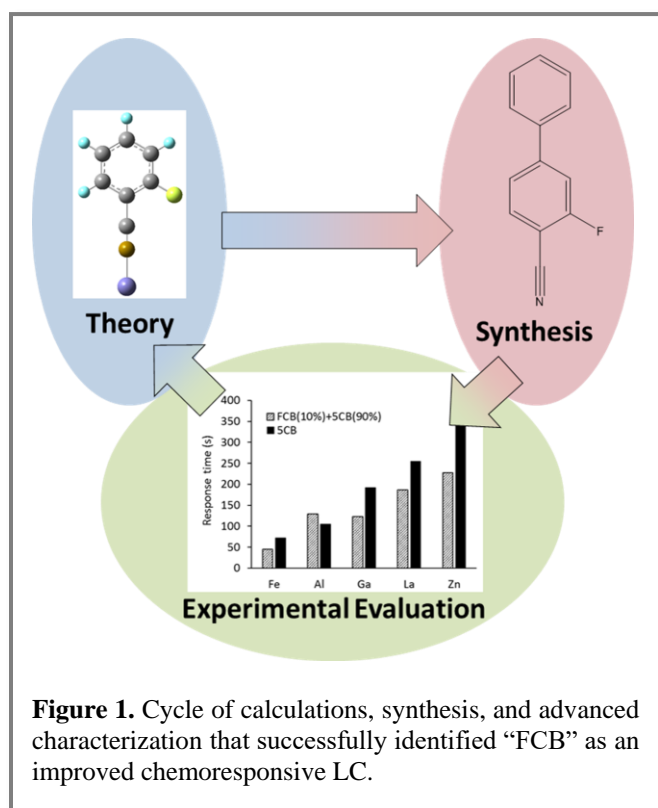 Theory
F
N
Synthesis
400
350
300
250
200
150
100
50
0
Response time (s)
FCB(10%)+5CB(90%)
5CB
Fe Al Ga La Zn
Experimental Evaluation
Figure 1. Cycle of calculations, synthesis, and advanced
characterization that successfully identified “FCB” as an
improved chemoresponsive LC.